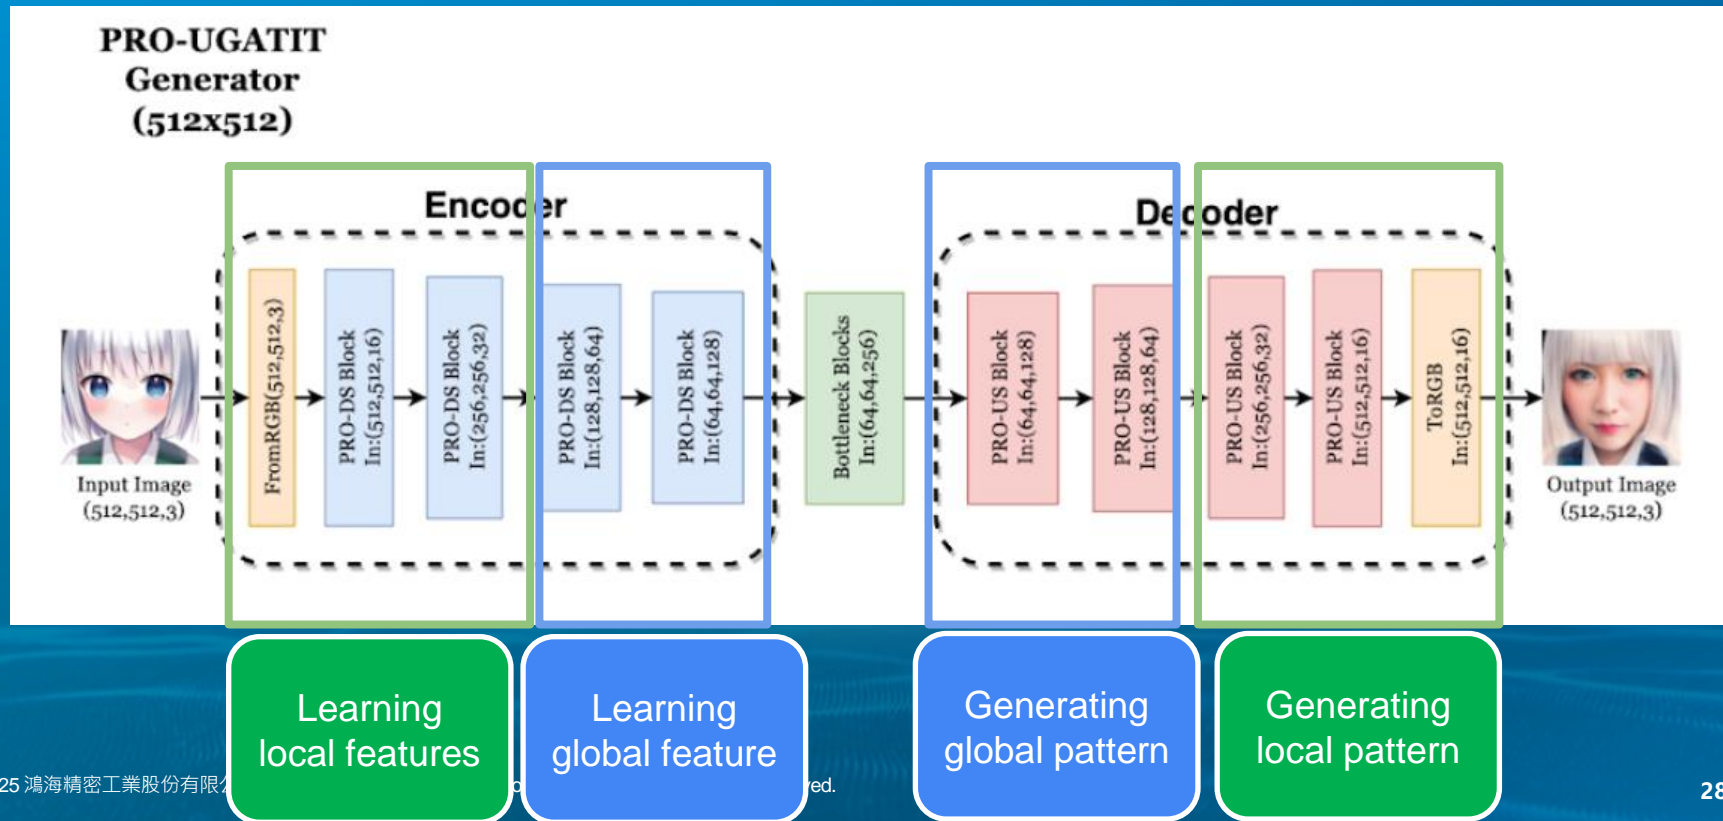 PRO-UGATIT
Generator
(512x512)
Encoder
Decoder
Input Image
(512,512,3)
FromRGB(512,512,3)
PRO-DS Block
In:(512,512,16)
PRO-DS Block
In:(256,256,32)
PRO-DS Block
In:(128,128,64)
PRO-DS Block
In:(64,64,128)
Bottleneck Blocks
In:(64,64,256)
PRO-US Block
In:(64,64,128)
PRO-US Block
In:(128,128,64)
PRO-US Block
In:(256,256,32)
PRO-US Block
In:(512,512,16)
ToRGB
In:(512,512,16)
Output Image
(512,512,3)
Learning
local features
Learning
global feature
Generating
global pattern
Generating
local pattern
25 鴻海精密工業股份有限
ved.
28